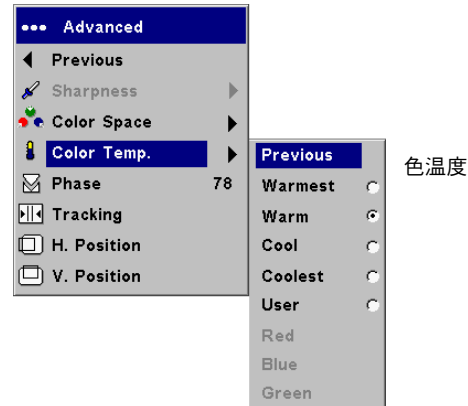 ••• Advanced
Previous
Sharpness
Color Space
Color Temp.
Phase 78
Tracking
H. Position
V. Position
Previous
Warmest
Warm
Cool
Coolest
User
Red
Blue
Green
色温度